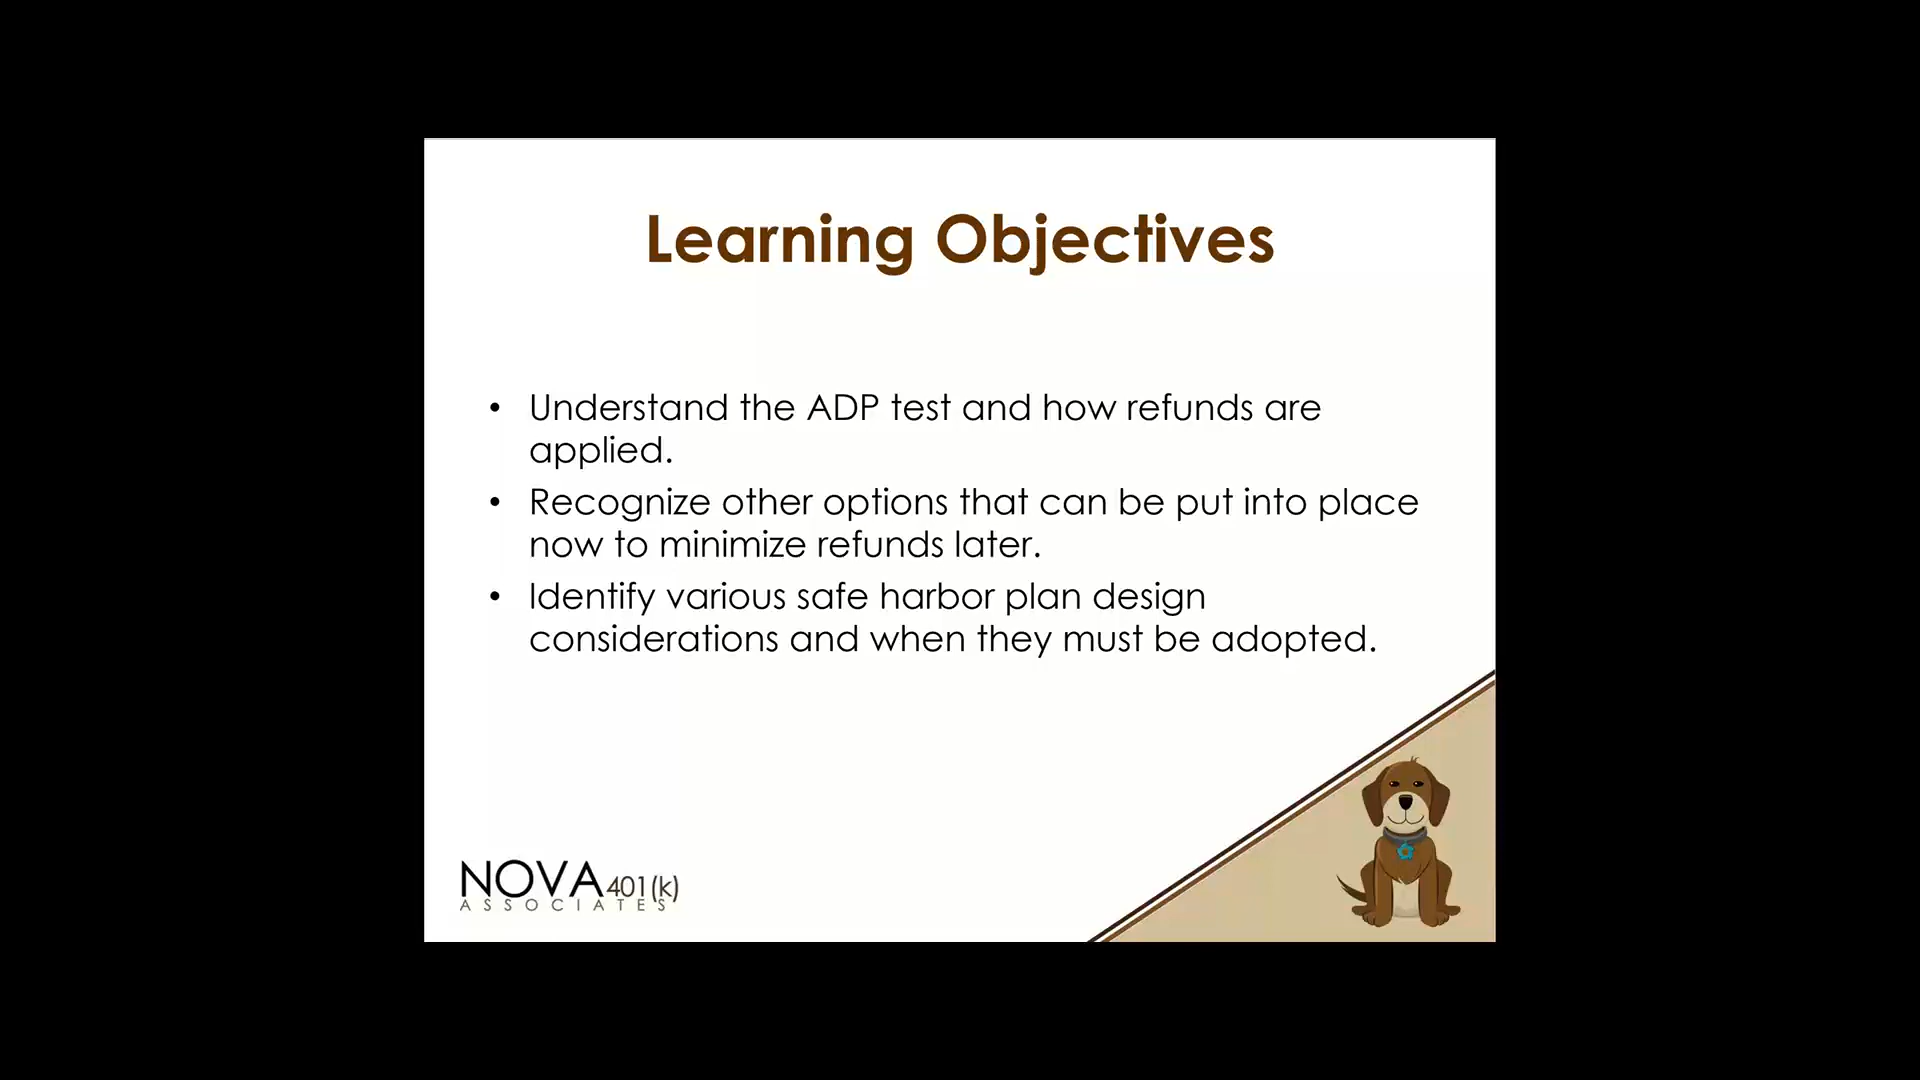 Learning Objectives
• Understand the ADP test and how refunds are
applied.
• Recognize other options that can be put into place
now to minimize refunds later.
• Identify various safe harbor plan design
considerations and when they must be adopted.
NOVA 401(k)
ASSOCIATES